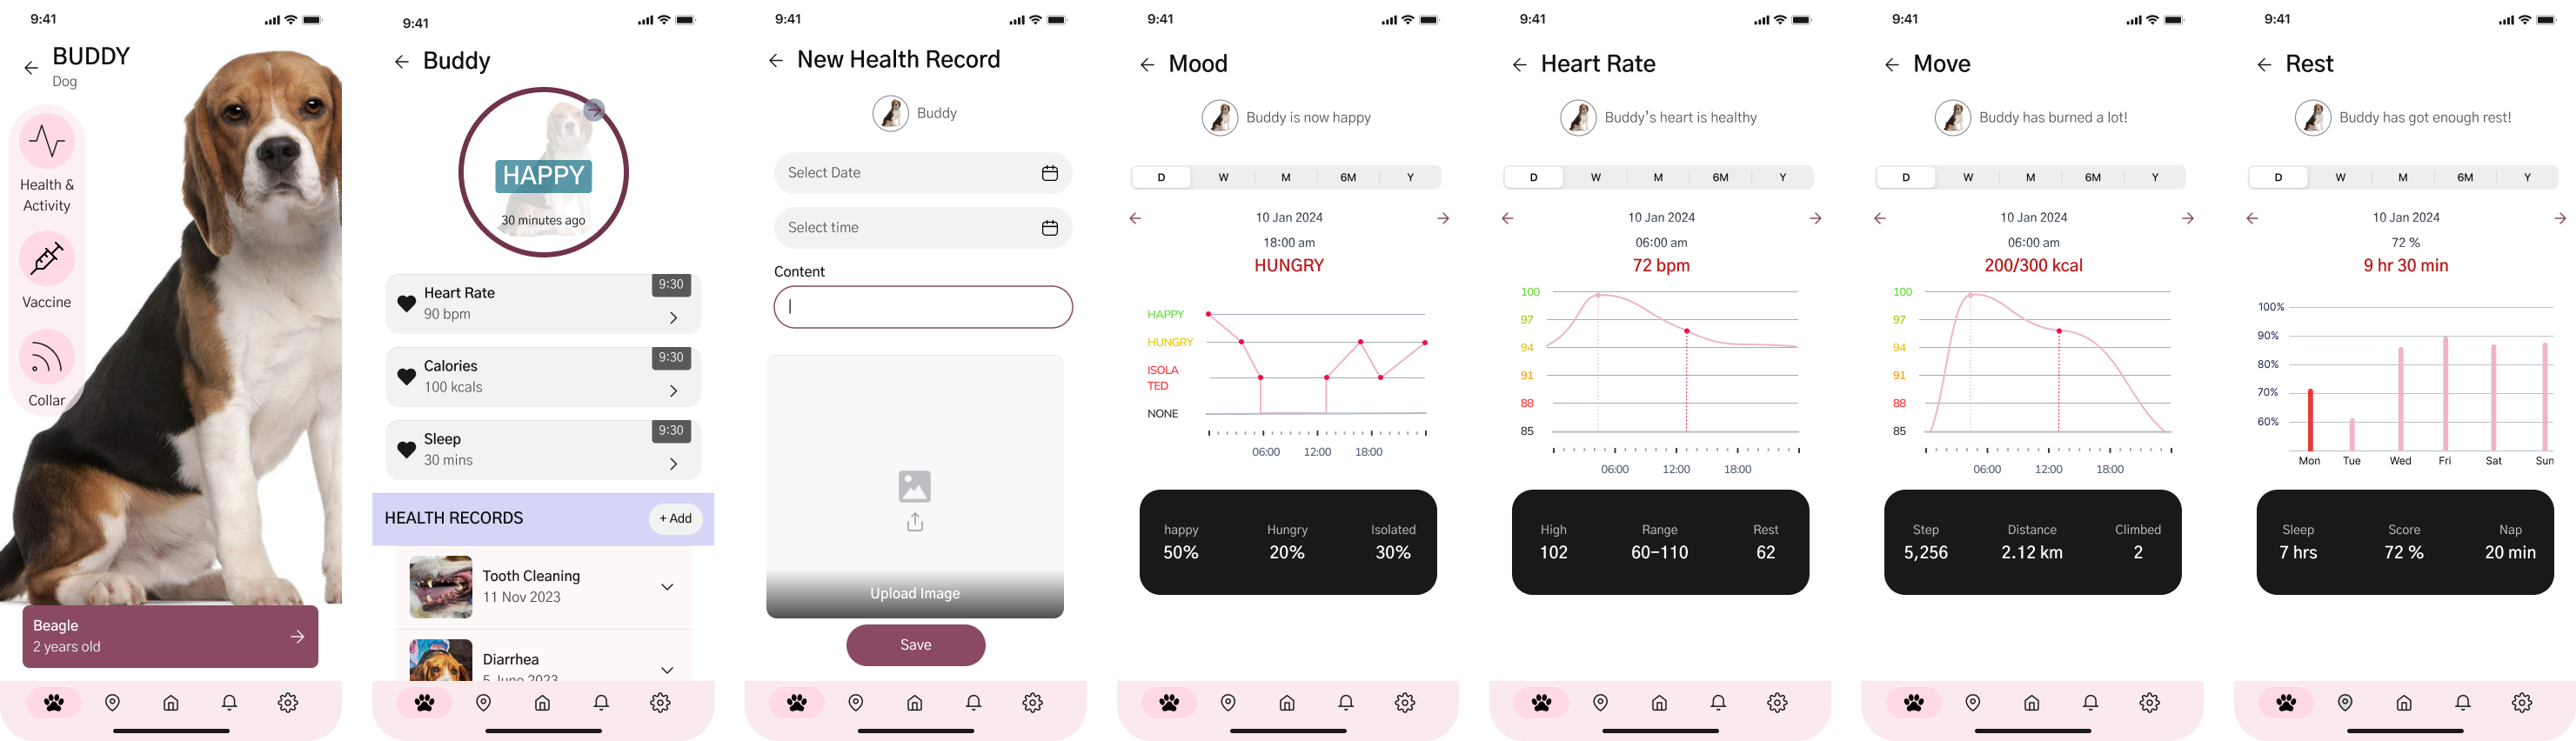 9:41
BUDDY
Dog
Health &
Activity
Vaccine
Collar
Beagle
2 years old
9:41
Buddy
HAPPY
30 minutes ago
Heart Rate
90 bpm
9:30
Calories
100 kcals
9:30
Sleep
30 mins
9:30
HEALTH RECORDS
+ Add
Tooth Cleaning
11 Nov 2023
Diarrhea
5 June 2023
9:41
New Health Record
Buddy
Select Date
Select time
Content
Upload Image
Save
9:41
Mood
Buddy is now happy
D W M 6M Y
10 Jan 2024
18:00 am
HUNGRY
HAPPY
HUNGRY
ISOLA
TED
NONE
06:00 12:00 18:00
happy Hungry Isolated
50% 20% 30%
9:41
Heart Rate
Buddy’s heart is healthy
D W M 6M Y
10 Jan 2024
06:00 am
72 bpm
100
97
94
91
88
85
06:00 12:00 18:00
High Range Rest
102 60-110 62
9:41
Move
Buddy has burned a lot!
D W M 6M Y
10 Jan 2024
06:00 am
200/300 kcal
100
97
94
91
88
85
06:00 12:00 18:00
Step Distance Climbed
5,256 2.12 km 2
9:41
Rest
Buddy has got enough rest!
D W M 6M Y
10 Jan 2024
72 %
9 hr 30 min
100%
90%
80%
70%
60%
Mon Tue Wed Fri Sat Sun
Sleep Score Nap
7 hrs 72 % 20 min